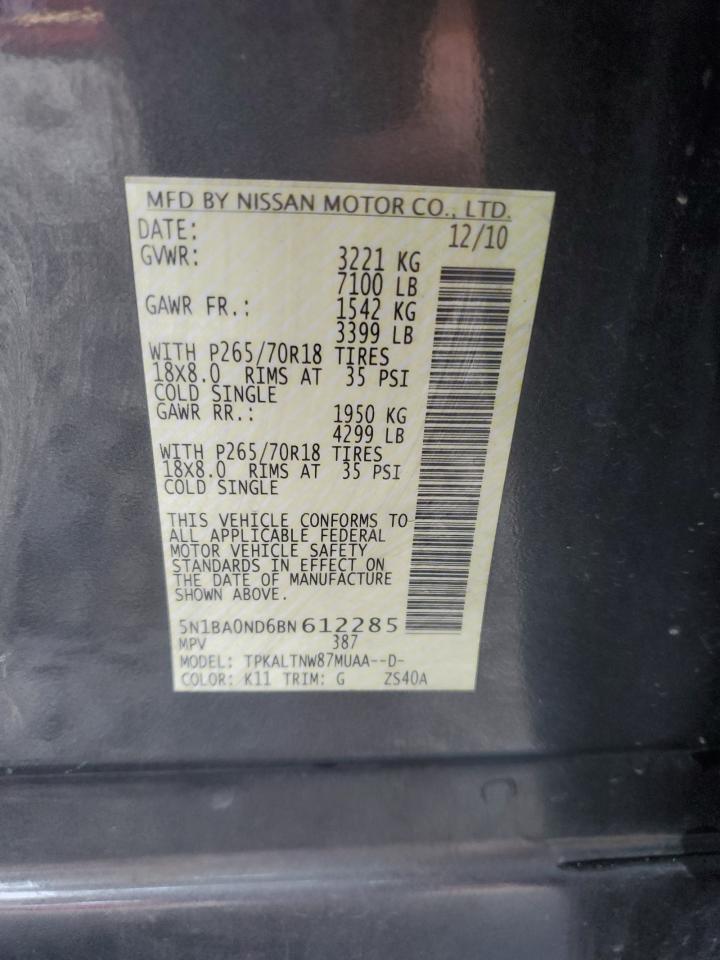 MFD BY NISSAN MOTOR CO., LTD.
DATE: 12/10
GVWR: 3221 KG
7100 LB
GAWR FR.: 1542 KG
3399 LB
WITH P265/70R18 TIRES
18X8.0 RIMS AT 35 PSI
COLD SINGLE
GAWR RR.: 1950 KG
4299 LB
WITH P265/70R18 TIRES
18X8.0 RIMS AT 35 PSI
COLD SINGLE
THIS VEHICLE CONFORMS TO
ALL APPLICABLE FEDERAL
MOTOR VEHICLE SAFETY
STANDARDS IN EFFECT ON
THE DATE OF MANUFACTURE
SHOWN ABOVE.
5N1BA0ND6BN612285
MPV 387
MODEL: TPKALTNW87MUAA--D-
COLOR: K11 TRIM: G ZS40A